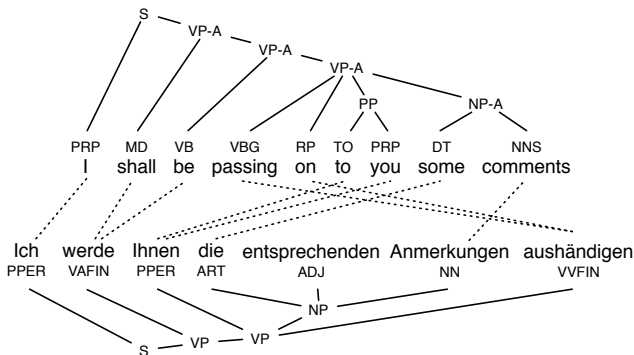 S
VP-A
VP-A
VP-A
PP
NP-A
PRP MD VB VBG RP TO PRP DT NNS
I shall be passing on to you some comments
Ich werde Ihnen die entsprechenden Anmerkungen aushändigen
PPER VAFIN PPER ART ADJ NN VVFIN
NP
VP
VP
S